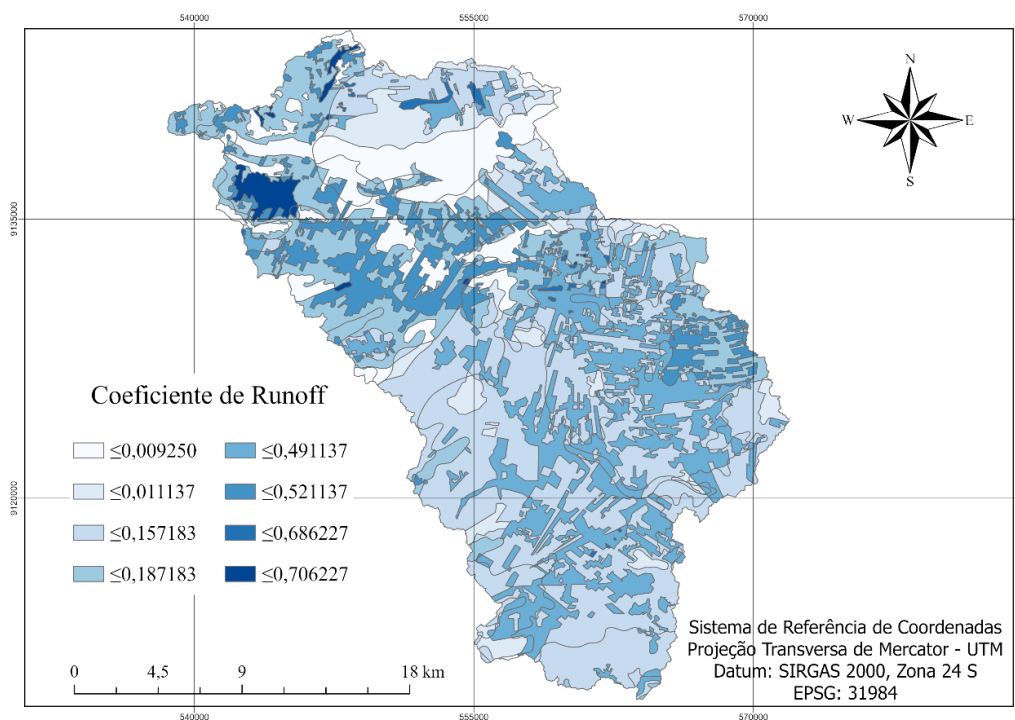 540000 555000 570000
N
W E
S
9135000
9120000
Coeficiente de Runoff
≤0,009250 ≤0,491137
≤0,011137 ≤0,521137
≤0,157183 ≤0,686227
≤0,187183 ≤0,706227
Sistema de Referência de Coordenadas
Projeção Transversa de Mercator - UTM
Datum: SIRGAS 2000, Zona 24 S
EPSG: 31984
0 4,5 9 18 km
540000 555000 570000